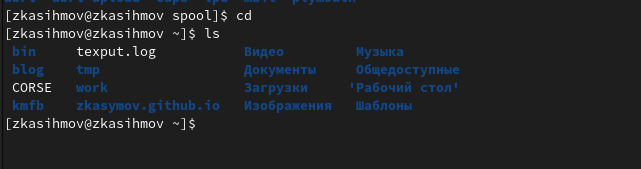 [zkasihmov@zkasihmov spool]$ cd
[zkasihmov@zkasihmov ~]$ ls
bin texput.log Видео Музыка
blog tmp Документы Общедоступные
CORSE work Загрузки 'Рабочий стол'
kmfb zkasymov.github.io Изображения Шаблоны
[zkasihmov@zkasihmov ~]$